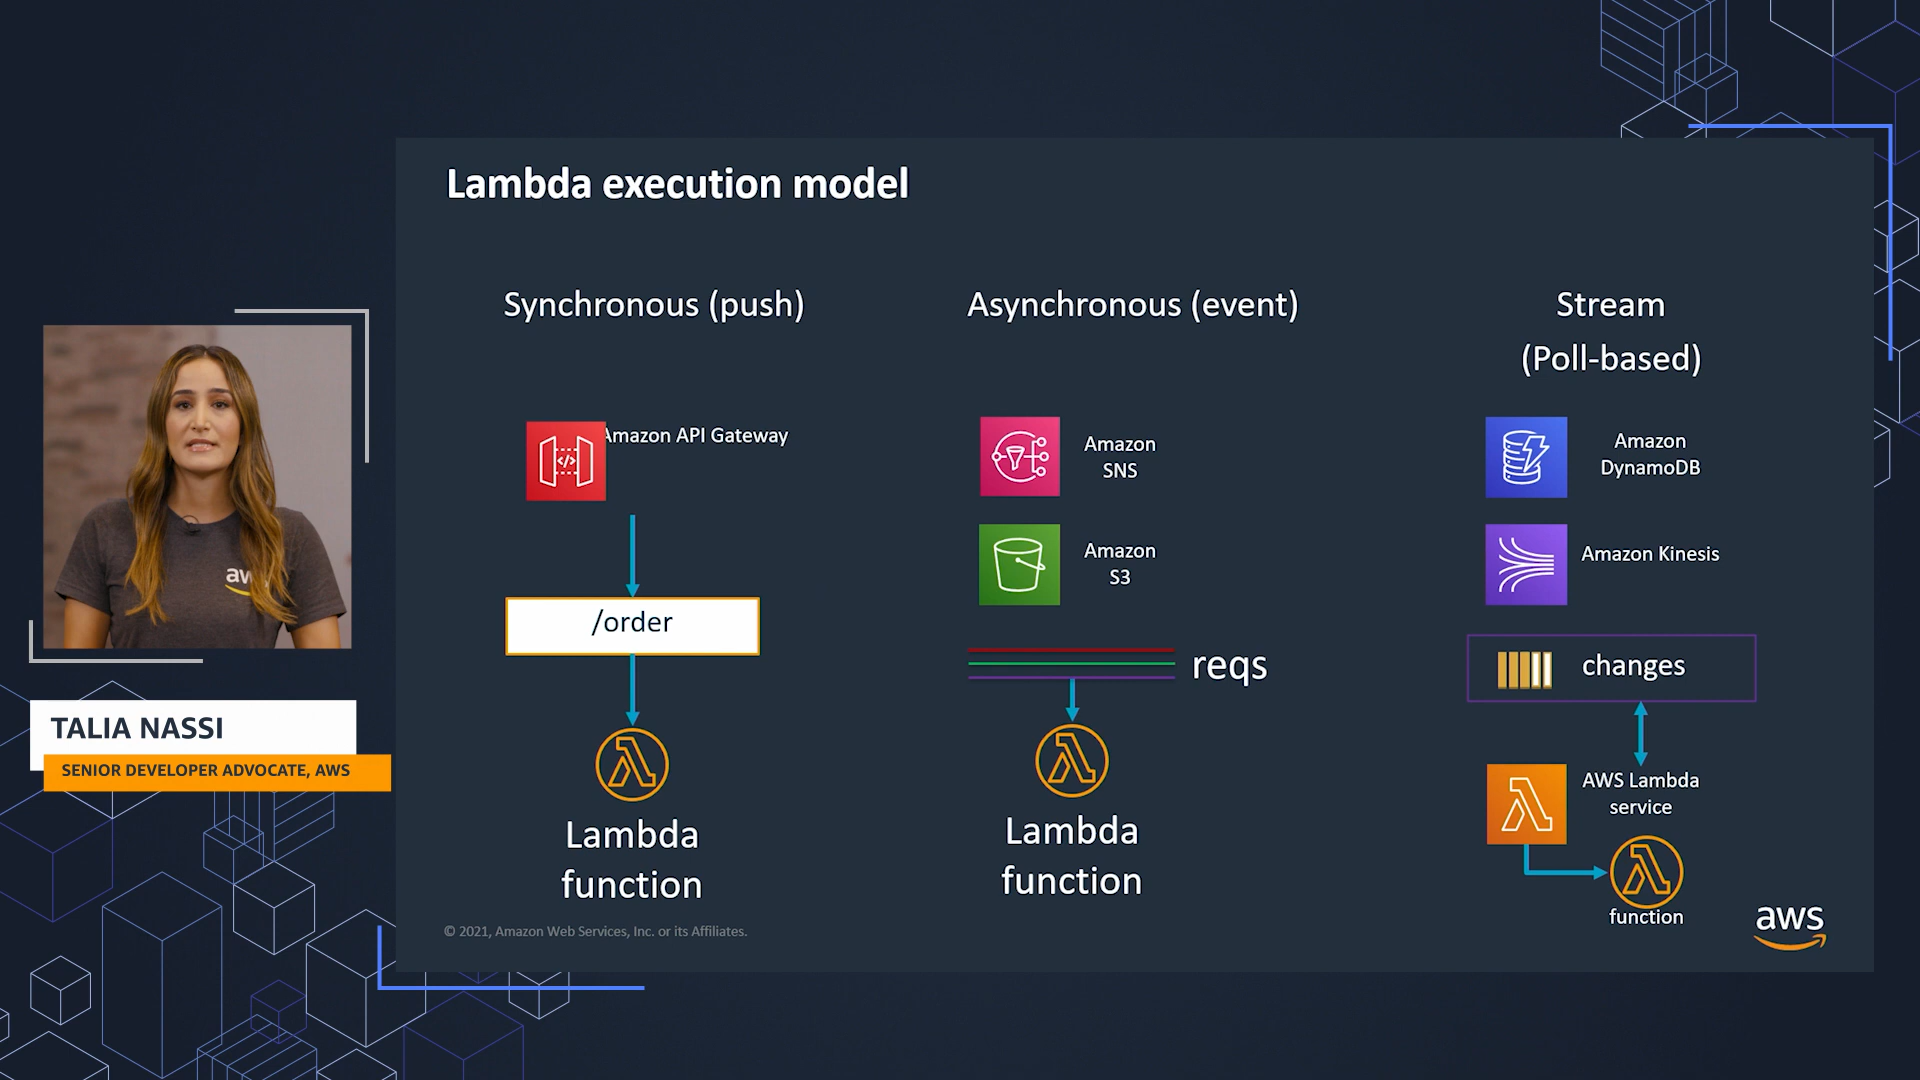 Lambda execution model
Synchronous (push)
Amazon API Gateway
/order
Lambda
function
Asynchronous (event)
Amazon
SNS
Amazon
S3
reqs
Lambda
function
Stream
(Poll-based)
Amazon
DynamoDB
Amazon Kinesis
changes
AWS Lambda
service
function
© 2021, Amazon Web Services, Inc. or its Affiliates.
aws
aws
TALIA NASSI
SENIOR DEVELOPER ADVOCATE, AWS